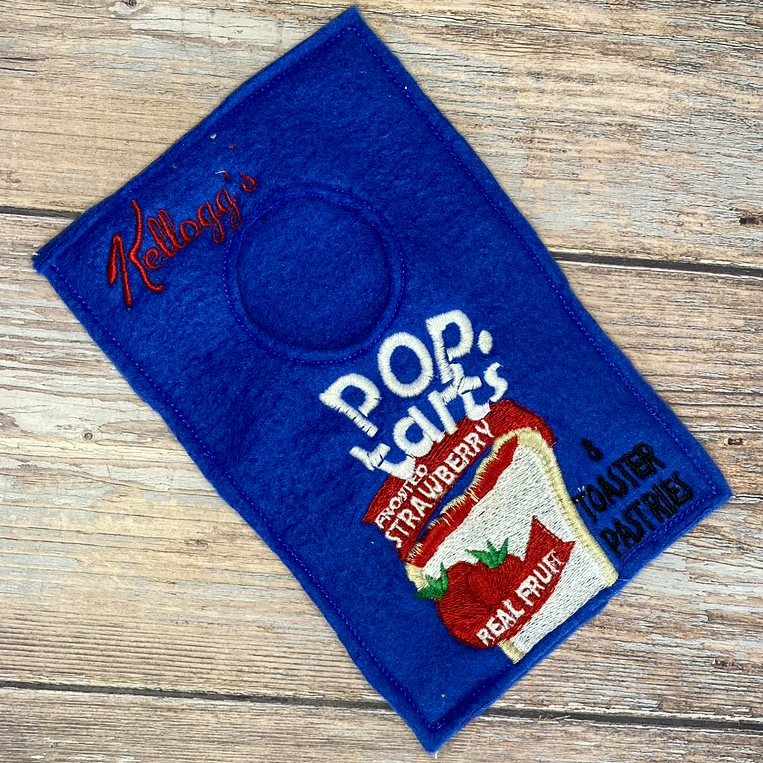 Kellogg's
POP.
tarts
FROSTED
STRAWBERRY
REAL FRUIT
8
TOASTER
PASTRIES